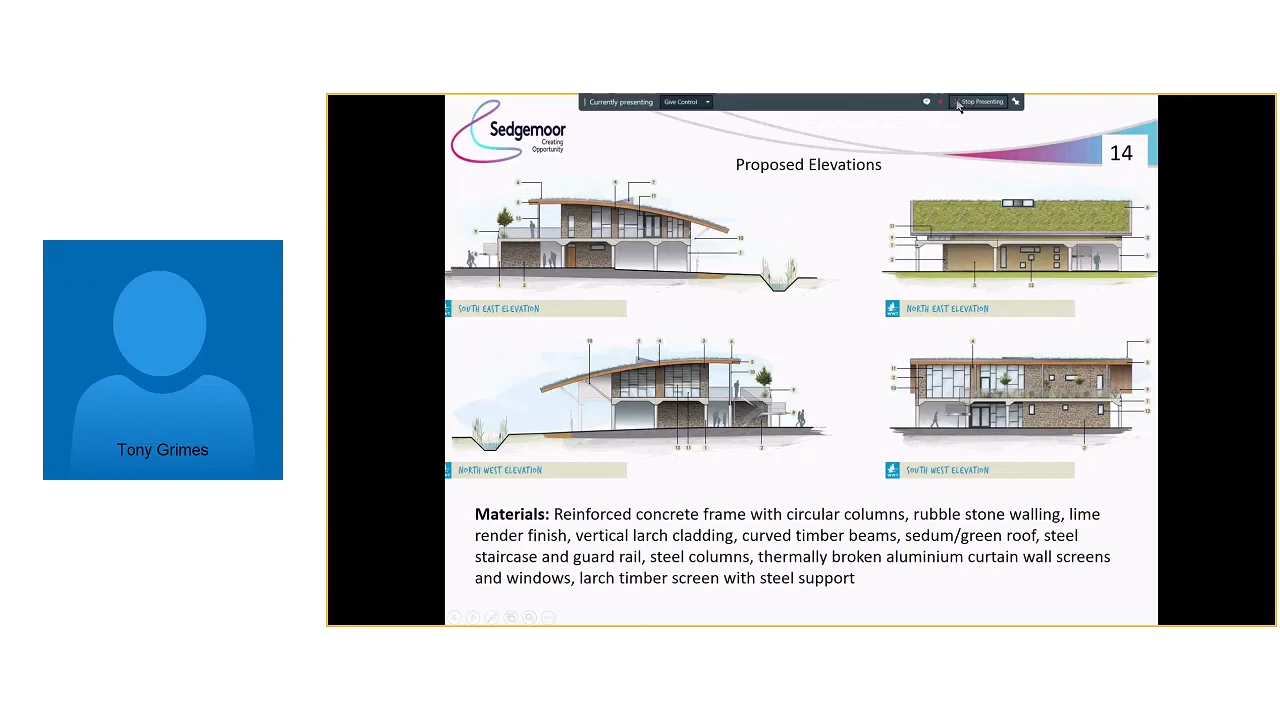 Currently presenting
Give Control
Stop Presenting
Sedgemoor
Creating
Opportunity
14
Proposed Elevations
SOUTH EAST ELEVATION
WWT
NORTH EAST ELEVATION
NORTH WEST ELEVATION
WWT
SOUTH WEST ELEVATION
Tony Grimes
Materials: Reinforced concrete frame with circular columns, rubble stone walling, lime
render finish, vertical larch cladding, curved timber beams, sedum/green roof, steel
staircase and guard rail, steel columns, thermally broken aluminium curtain wall screens
and windows, larch timber screen with steel support